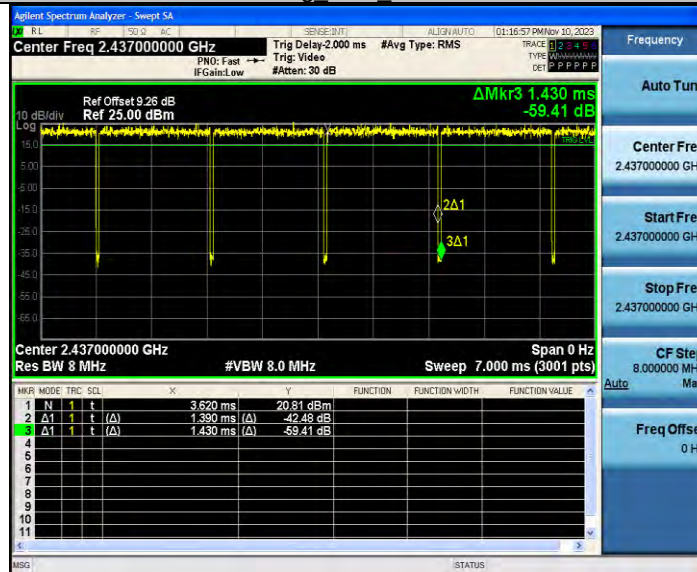 Agilent Spectrum Analyzer - Swept SA
RL RF 50 Ω AC SENSE:INT ALIGN AUTO 01:16:57 PM Nov 10, 2023
Center Freq 2.437000000 GHz
PNO: Fast
IFGain:Low
Trig Delay-2.000 ms
Trig: Video
#Atten: 30 dB
#Avg Type: RMS
TRACE 1 2 3 4 5 6
TYPE
DET P P P P P P
Ref Offset 9.26 dB
10 dB/div Ref 25.00 dBm
Log
ΔMkr3 1.430 ms
-59.41 dB
15.0
5.00
-5.00
-15.0
-25.0
-35.0
-45.0
-55.0
-65.0
TRIG LVL
2Δ1
3Δ1
Center 2.437000000 GHz Span 0 Hz
Res BW 8 MHz #VBW 8.0 MHz Sweep 7.000 ms (3001 pts)
MKR MODE TRC SCL X Y FUNCTION FUNCTION WIDTH FUNCTION VALUE
1 N 1 t 3.620 ms 20.81 dBm
2 Δ1 1 t (Δ) 1.390 ms (Δ) -42.48 dB
3 Δ1 1 t (Δ) 1.430 ms (Δ) -59.41 dB
4
5
6
7
8
9
10
11
MSG STATUS
Frequency
Auto Tun
Center Fre
2.437000000 GH
Start Fre
2.437000000 GH
Stop Fre
2.437000000 GH
CF Ste
8.000000 MH
Auto Ma
Freq Offse
0 H